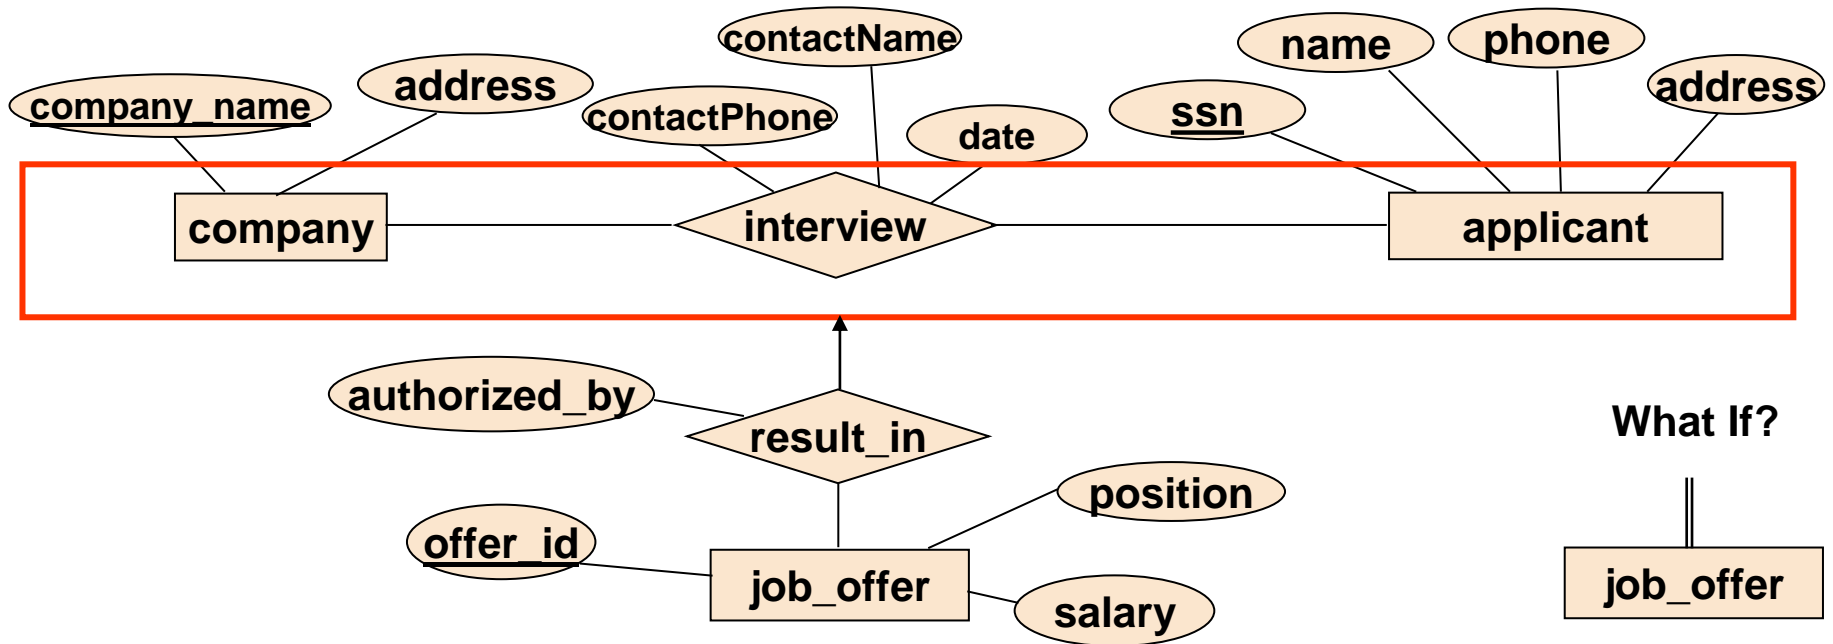 contactName
name
phone
address
address
company_name
contactPhone
ssn
date
company
interview
applicant
authorized_by
What If?
result_in
position
offer_id
job_offer
salary
job_offer